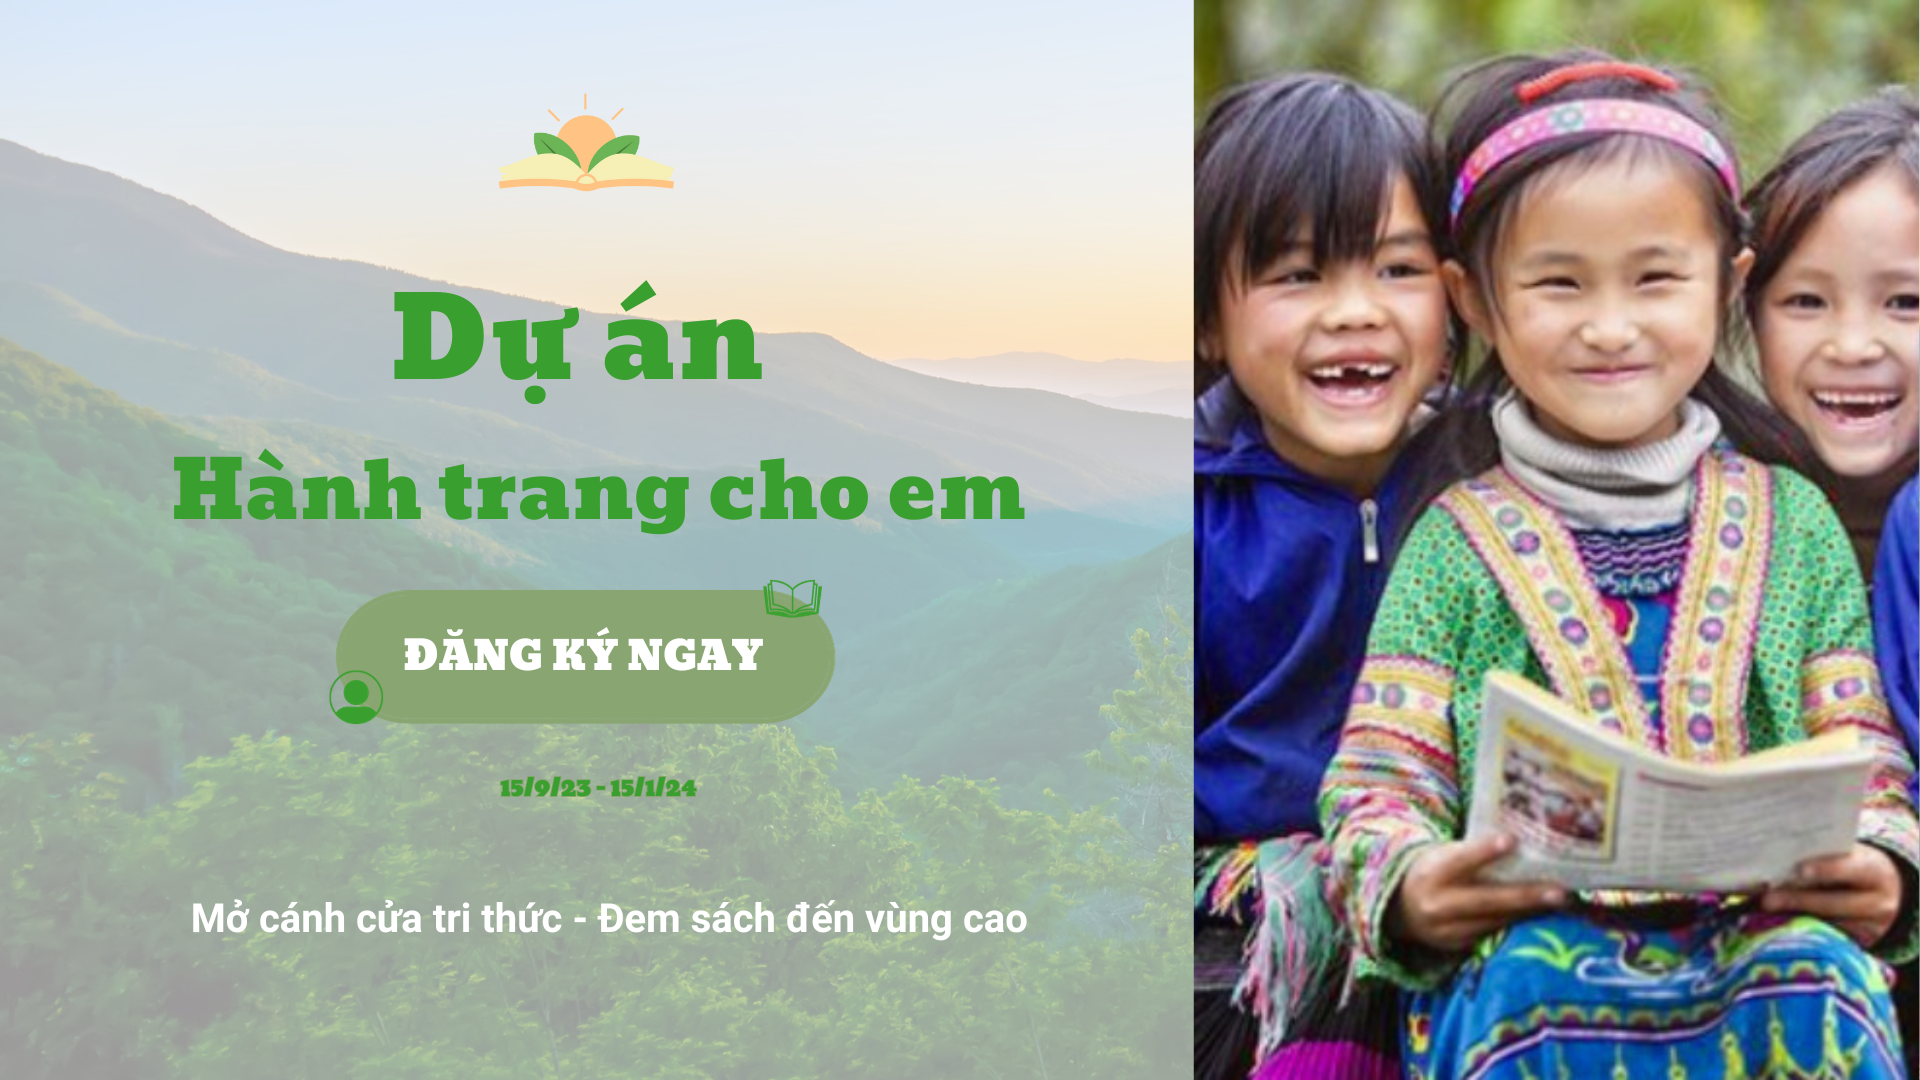 Dự án
Hành trang cho em
ĐĂNG KÝ NGAY
15/9/23 - 15/1/24
Mở cánh cửa tri thức - Đem sách đến vùng cao